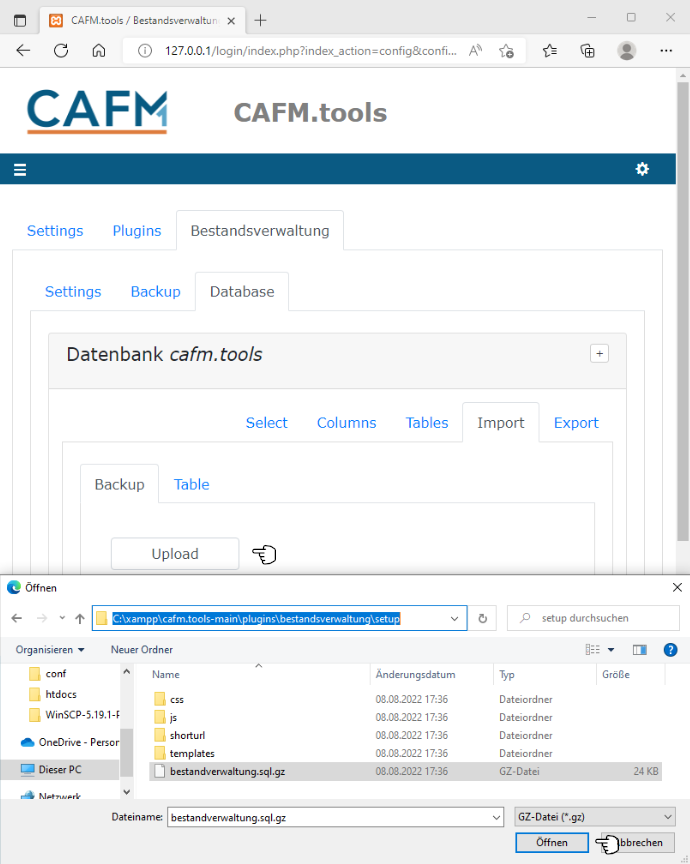 CAFM.tools / Bestandsverwaltun
127.0.0.1/login/index.php?index_action=config&confi...
CAFM
CAFM.tools
Settings Plugins Bestandsverwaltung
Settings Backup Database
Datenbank cafm.tools +
Select Columns Tables Import Export
Backup Table
Upload
Öffnen
C:\xampp\cafm.tools-main\plugins\bestandsverwaltung\setup
setup durchsuchen
Organisieren Neuer Ordner
Name Änderungsdatum Typ Größe
conf
htdocs
WinSCP-5.19.1-P
OneDrive - Person
Dieser PC
Netzwerk
css 08.08.2022 17:36 Dateiordner
js 08.08.2022 17:36 Dateiordner
shorturl 08.08.2022 17:36 Dateiordner
templates 08.08.2022 17:36 Dateiordner
bestandverwaltung.sql.gz 08.08.2022 17:36 GZ-Datei 24 KB
Dateiname: bestandverwaltung.sql.gz GZ-Datei (*.gz)
Öffnen bbrechen